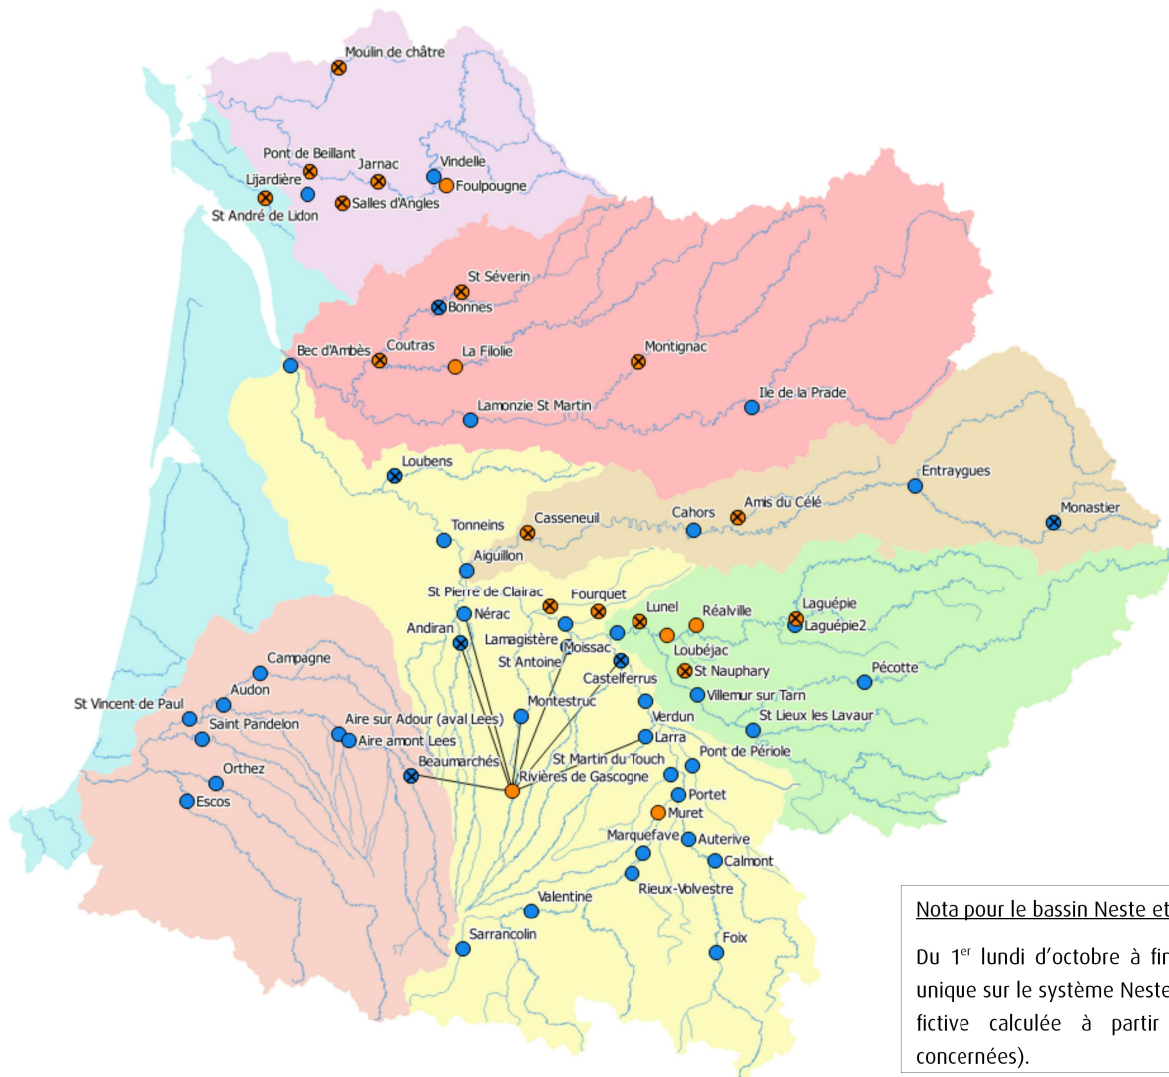 Moulin de châtre
Pont de Beillant
Jarnac
Vindelle
Lijardière
Foulpougne
St André de Lidon
Salles d'Angles
St Séverin
Bonnes
Bec d'Ambès
Coutras
La Filolie
Montignac
Lamonzie St Martin
Ile de la Prade
Loubens
Entraygues
Amis du Célé
Monastier
Casseneuil
Cahors
Tonneins
Aiguillon
St Pierre de Clairac
Fourquet
Lunel
Réalville
Laguépie
Laguépie2
Nérac
Andiran
Lamagistère
Moissac
Loubéjac
St Antoine
St Nauphary
Pécotte
Castelferrus
Campagne
Audon
St Vincent de Paul
Saint Pandelon
Montestruc
Villemur sur Tarn
Verdun
St Lieux les Lavaur
Aire sur Adour (aval Lees)
Aire amont Lees
Larra
Pont de Périole
St Martin du Touch
Beaumarchés
Rivières de Gascogne
Orthez
Escos
Portet
Muret
Marquefave
Auterive
Calmont
Rieux-Volvestre
Valentine
Sarrancolin
Foix
Nota pour le bassin Neste et
Du 1er lundi d'octobre à fin
unique sur le système Neste
fictive calculée à partir
concernées).